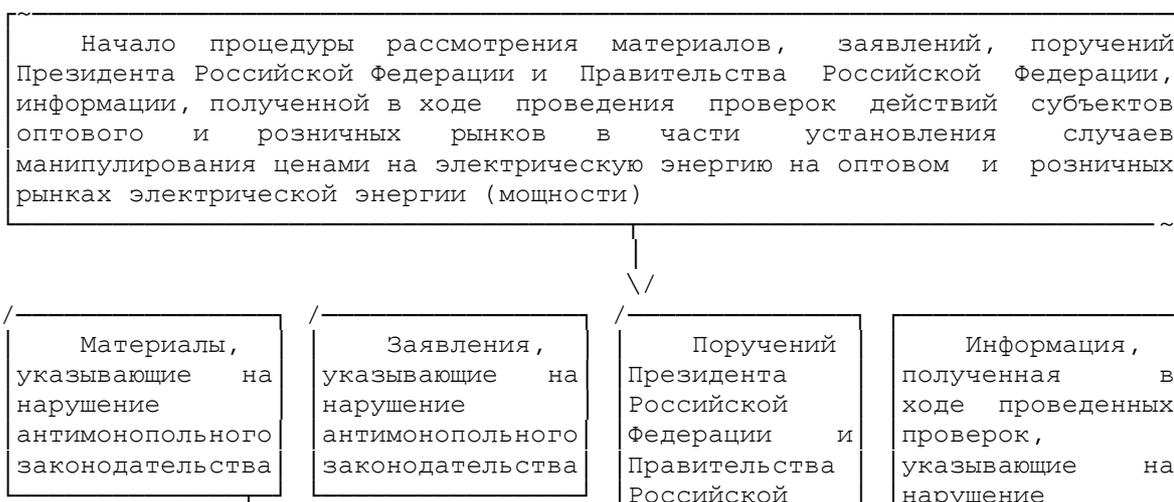 Начало процедуры рассмотрения материалов, заявлений, поручений
Президента Российской Федерации и Правительства Российской Федерации,
информации, полученной в ходе проведения проверок действий субъектов
оптового и розничных рынков в части установления случаев
манипулирования ценами на электрическую энергию на оптовом и розничных
рынках электрической энергии (мощности)
Материалы,
указывающие на
нарушение
антимонопольного
законодательства
Заявления,
указывающие на
нарушение
антимонопольного
законодательства
Поручений
Президента
Российской
Федерации и
Правительства
Российской
Информация,
полученная в
ходе проведенных
проверок,
указывающие на
нарушение